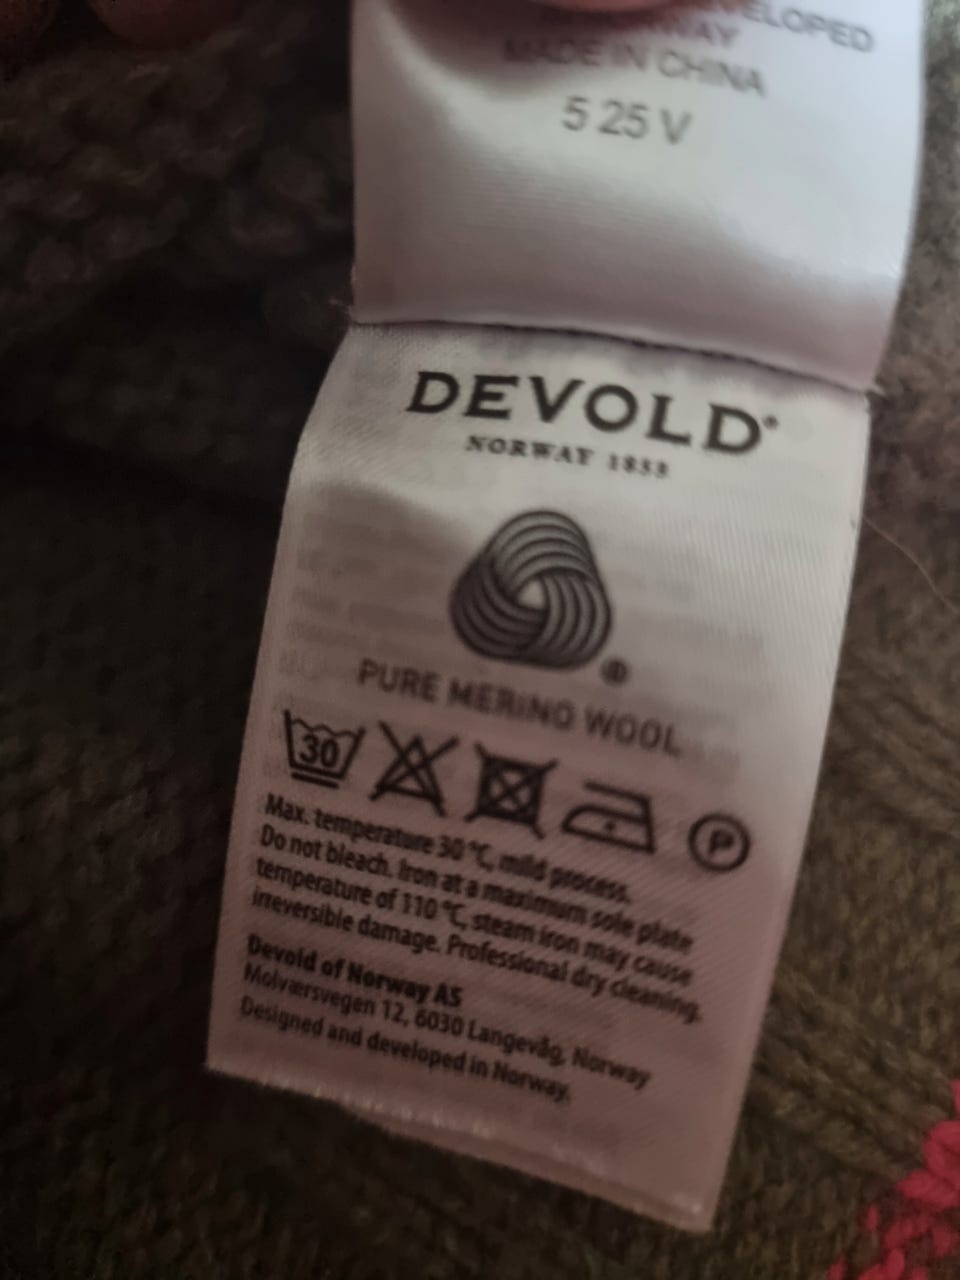 ELOPED
WAY
MADE IN CHINA
5 25 V
DEVOLD®
NORWAY 1853
®
PURE MERINO WOOL
30
P
Max. temperature 30 °C, mild process.
Do not bleach. Iron at a maximum sole plate
temperature of 110 °C, steam iron may cause
irreversible damage. Professional dry cleaning.
Devold of Norway AS
Molværsvegen 12, 6030 Langevåg, Norway
Designed and developed in Norway.